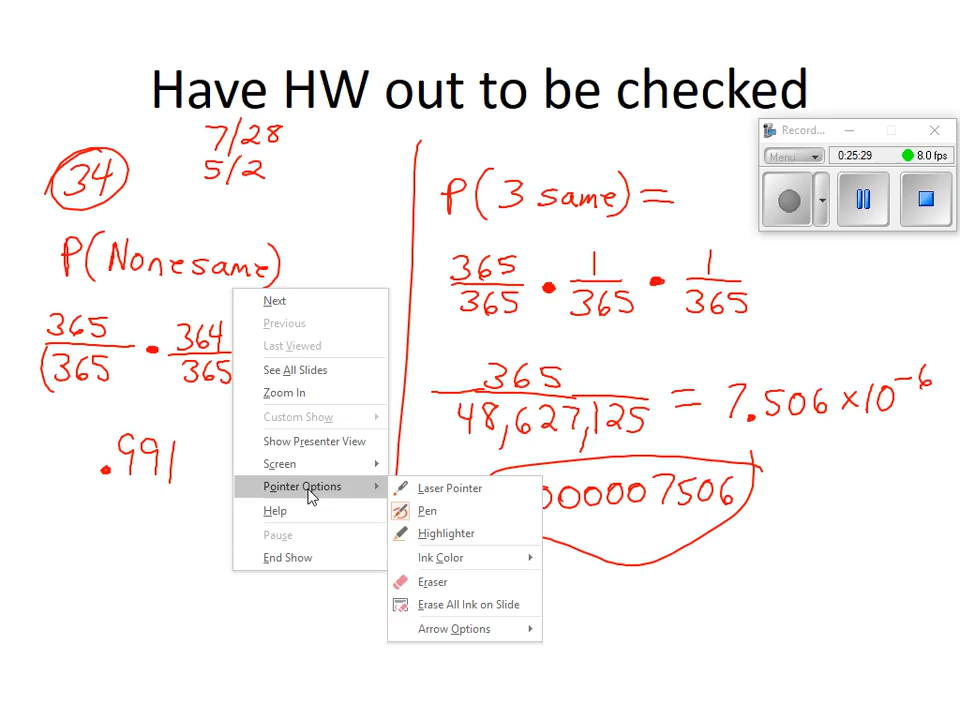 Have HW out to be checked
Record...
Menu
0:25:29
8.0 fps
34
7/28
5/2
P(None same)
365
(365
·
364
365
.991
P(3 same) =
365/365 · 1/365 · 1/365
365/48,627,125 = 7.506 × 10^-6
000007506
Next
Previous
Last Viewed
See All Slides
Zoom In
Custom Show
Show Presenter View
Screen
Pointer Options
Help
Pause
End Show
Laser Pointer
Pen
Highlighter
Ink Color
Eraser
Erase All Ink on Slide
Arrow Options